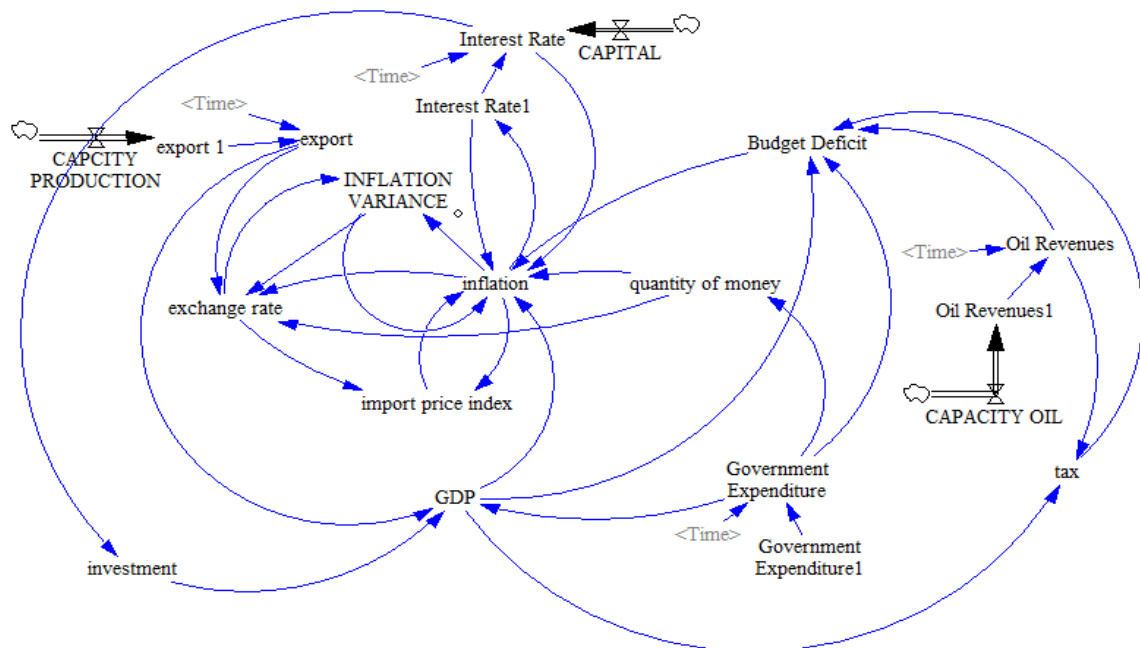 Interest Rate
CAPITAL
<Time>
<Time>
Interest Rate1
export
export 1
CAPCITY
PRODUCTION
Budget Deficit
INFLATION
VARIANCE
<Time>
Oil Revenues
inflation
quantity of money
exchange rate
Oil Revenues1
import price index
CAPACITY OIL
Government
Expenditure
tax
GDP
<Time>
Government
Expenditure1
investment